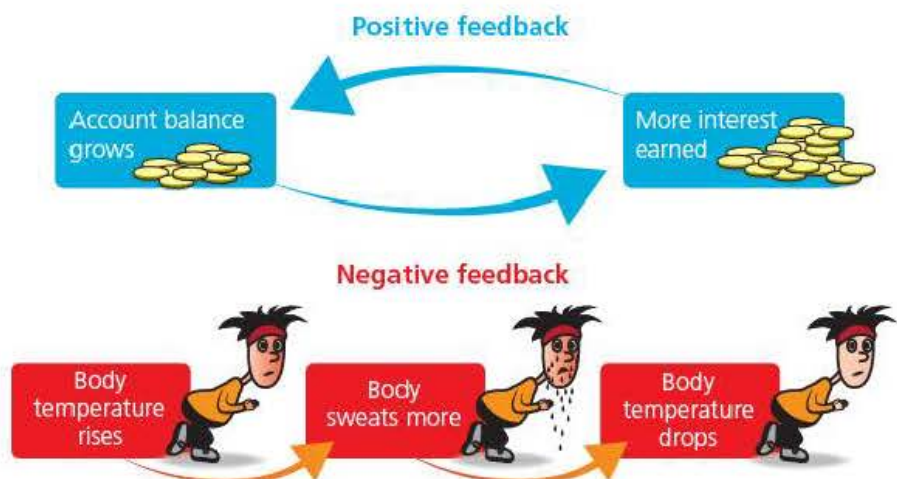 Positive feedback
Account balance
grows
More interest
earned
Negative feedback
Body
temperature
rises
Body
sweats more
Body
temperature
drops